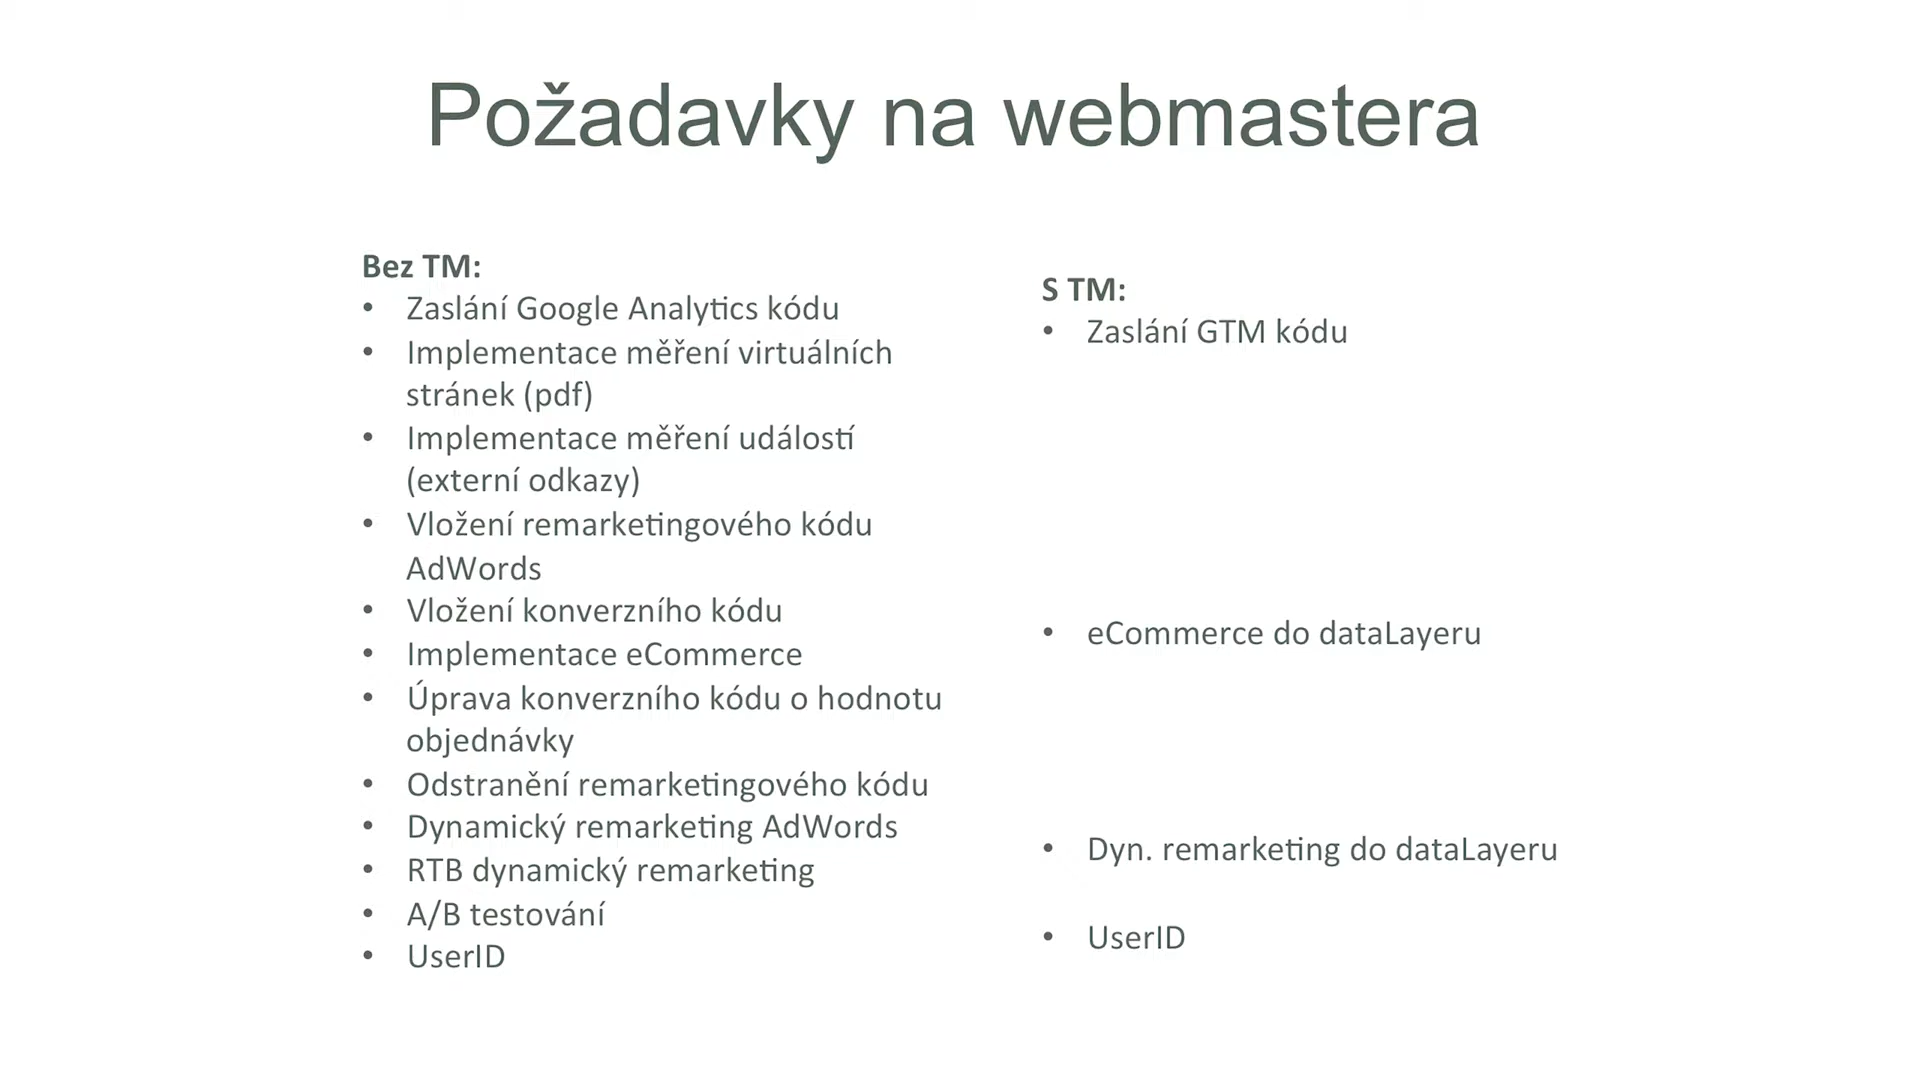 Požadavky na webmastera
Bez TM:
• Zaslání Google Analytics kódu
• Implementace měření virtuálních
stránek (pdf)
• Implementace měření událostí
(externí odkazy)
• Vložení remarketingového kódu
AdWords
• Vložení konverzního kódu
• Implementace eCommerce
• Úprava konverzního kódu o hodnotu
objednávky
• Odstranění remarketingového kódu
• Dynamický remarketing AdWords
• RTB dynamický remarketing
• A/B testování
• UserID
S TM:
• Zaslání GTM kódu
• eCommerce do dataLayeru
• Dyn. remarketing do dataLayeru
• UserID